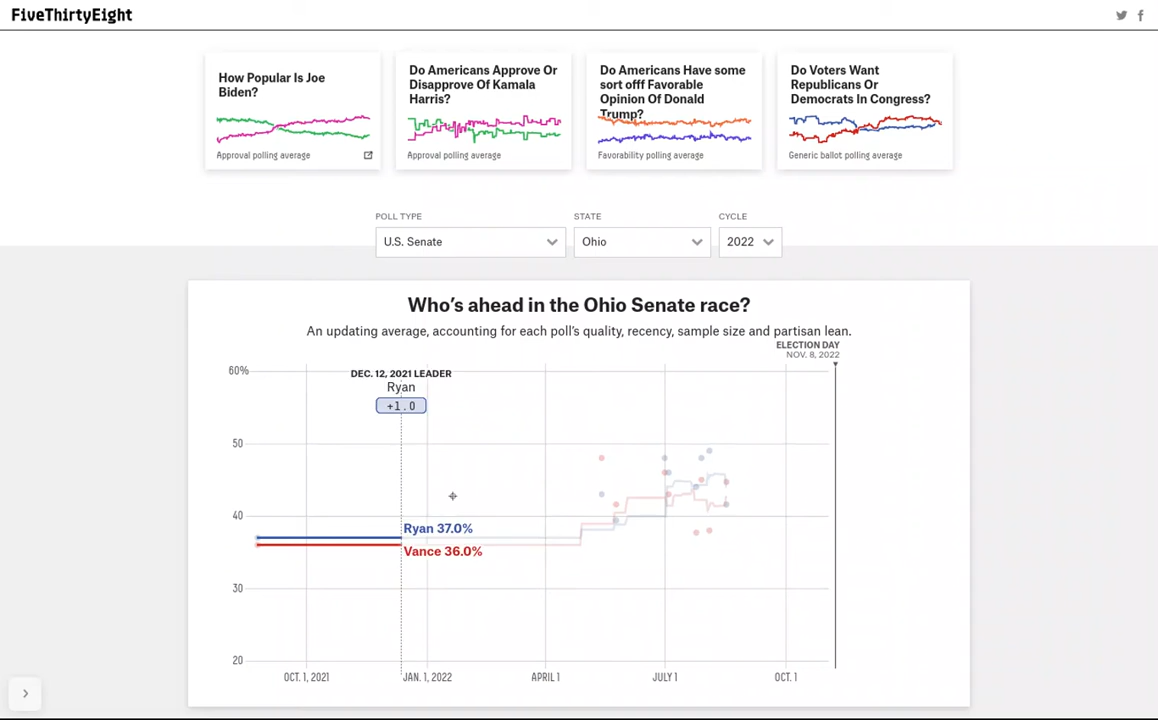 FiveThirtyEight
How Popular Is Joe
Biden?
Approval polling average
Do Americans Approve Or
Disapprove Of Kamala
Harris?
Approval polling average
Do Americans Have some
sort offf Favorable
Opinion Of Donald
Trump?
Favorability polling average
Do Voters Want
Republicans Or
Democrats In Congress?
Generic ballot polling average
POLL TYPE
U.S. Senate
STATE
Ohio
CYCLE
2022
Who's ahead in the Ohio Senate race?
An updating average, accounting for each poll's quality, recency, sample size and partisan lean.
ELECTION DAY
NOV. 8, 2022
60%
DEC. 12, 2021 LEADER
Ryan
+1.0
50
40
Ryan 37.0%
Vance 36.0%
30
20
OCT. 1, 2021
JAN. 1, 2022
APRIL 1
JULY 1
OCT. 1